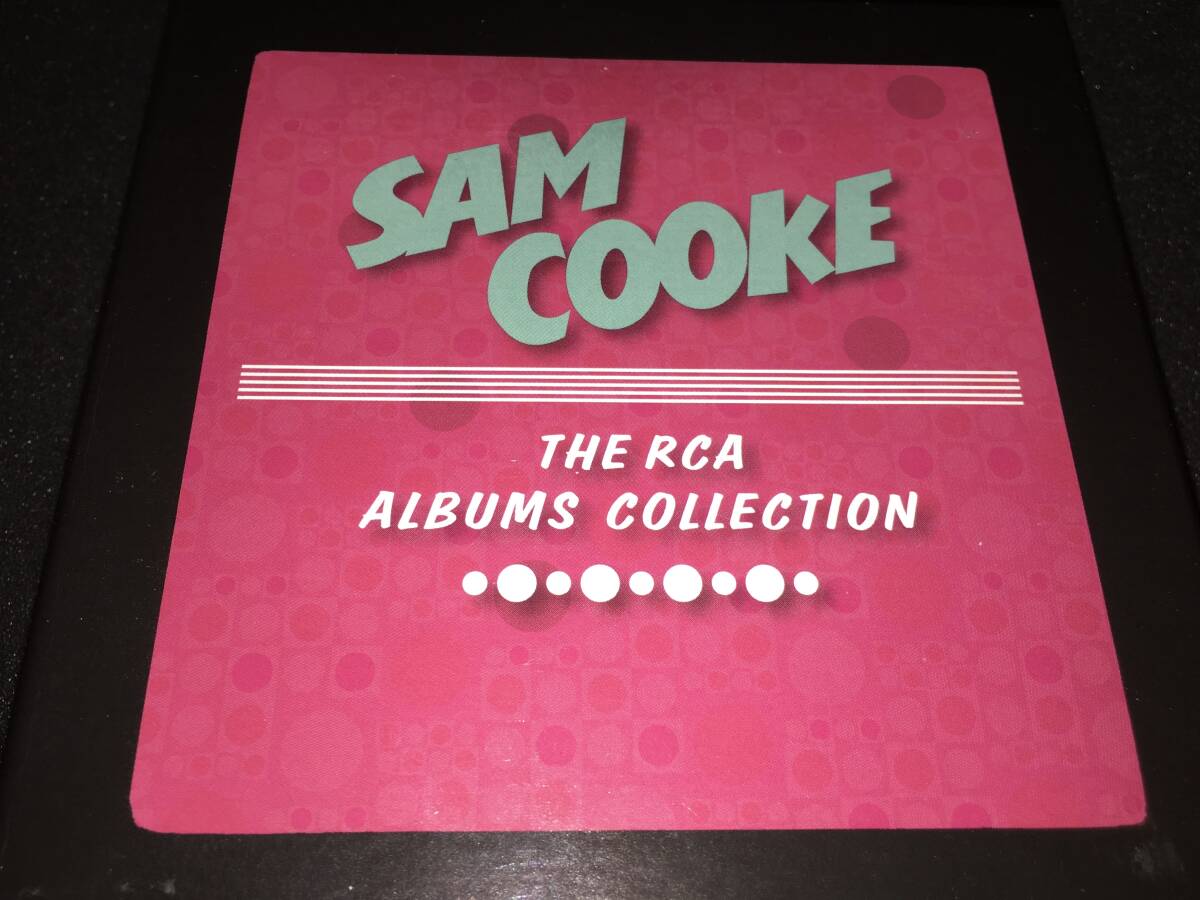 SAM
COOKE
THE RCA
ALBUMS COLLECTION